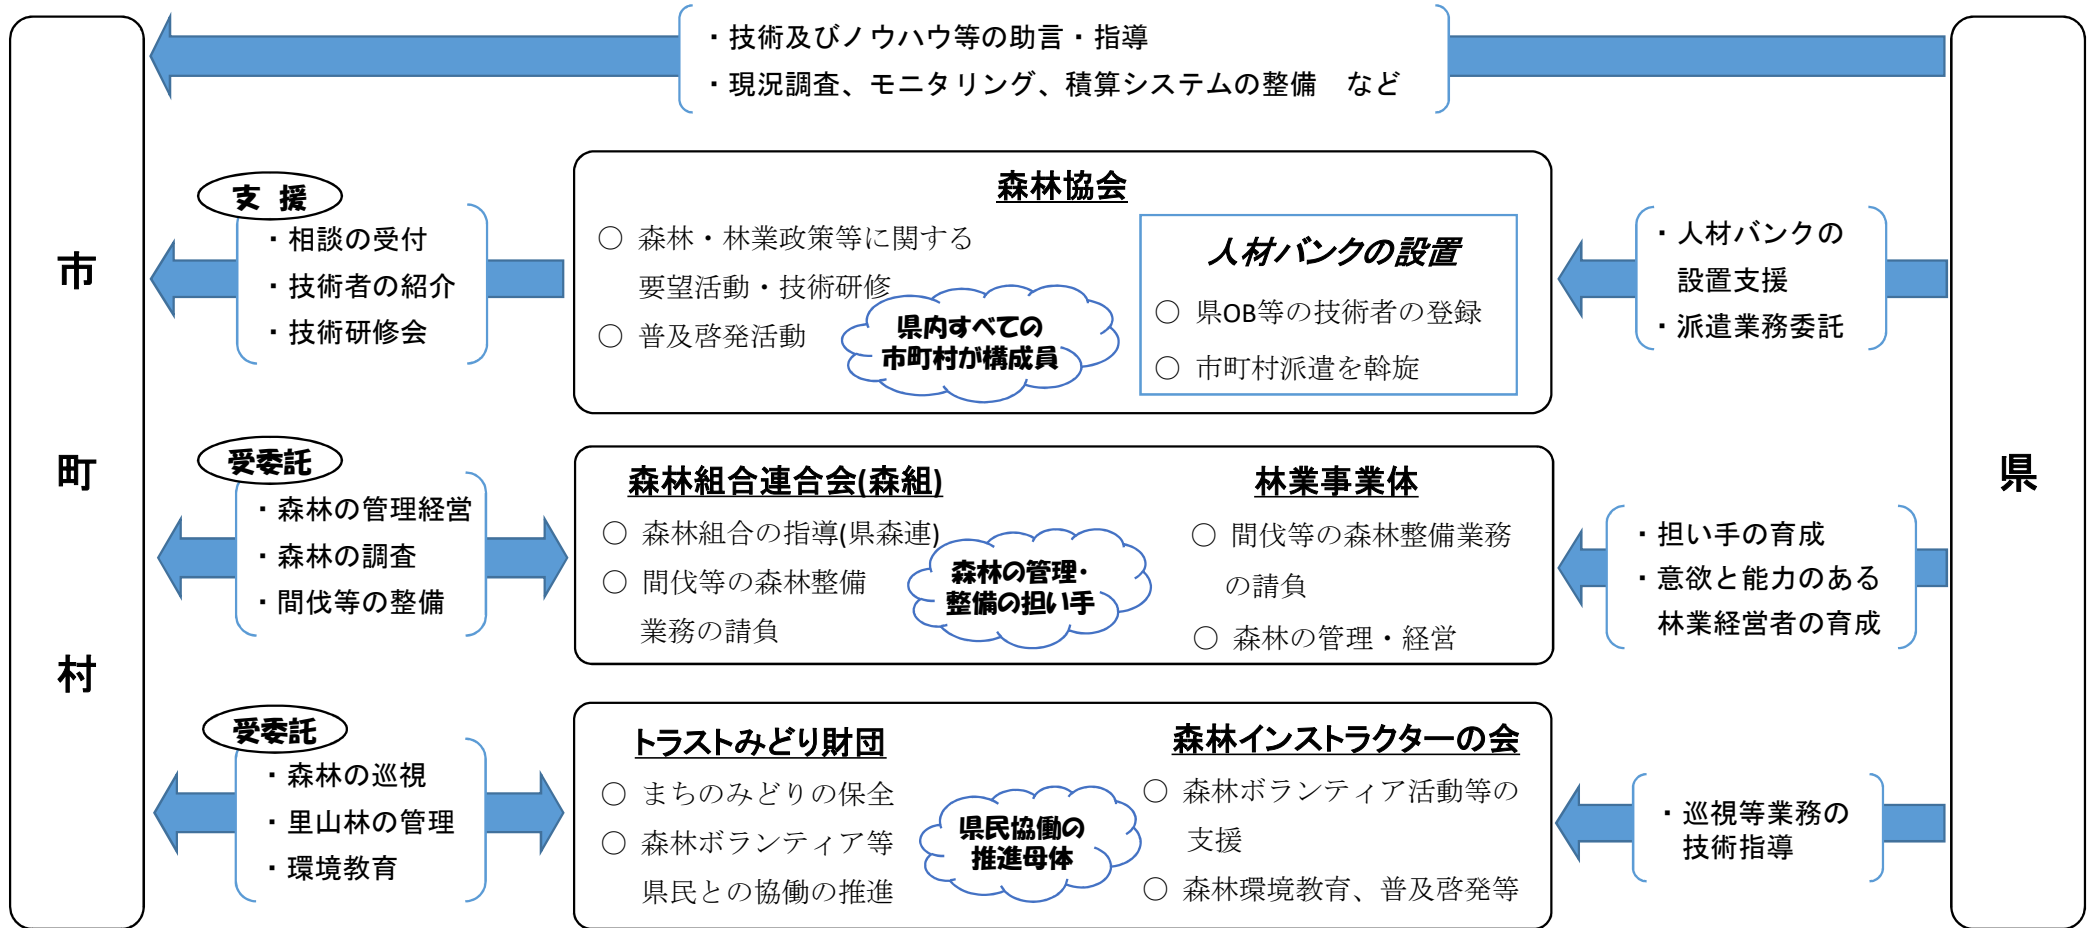 ・技術及びノウハウ等の助言・指導
・現況調査、モニタリング、積算システムの整備　など
市
町
村
支 援
・相談の受付
・技術者の紹介
・技術研修会
森林協会
○ 森林・林業政策等に関する
要望活動・技術研修
○ 普及啓発活動
県内すべての
市町村が構成員
人材バンクの設置
○ 県OB等の技術者の登録
○ 市町村派遣を斡旋
・人材バンクの
設置支援
・派遣業務委託
受委託
・森林の管理経営
・森林の調査
・間伐等の整備
森林組合連合会(森組)
○ 森林組合の指導(県森連)
○ 間伐等の森林整備
業務の請負
森林の管理・
整備の担い手
林業事業体
○ 間伐等の森林整備業務
の請負
○ 森林の管理・経営
・担い手の育成
・意欲と能力のある
林業経営者の育成
県
受委託
・森林の巡視
・里山林の管理
・環境教育
トラストみどり財団
○ まちのみどりの保全
○ 森林ボランティア等
県民との協働の推進
県民協働の
推進母体
森林インストラクターの会
○ 森林ボランティア活動等の
支援
○ 森林環境教育、普及啓発等
・巡視等業務の
技術指導